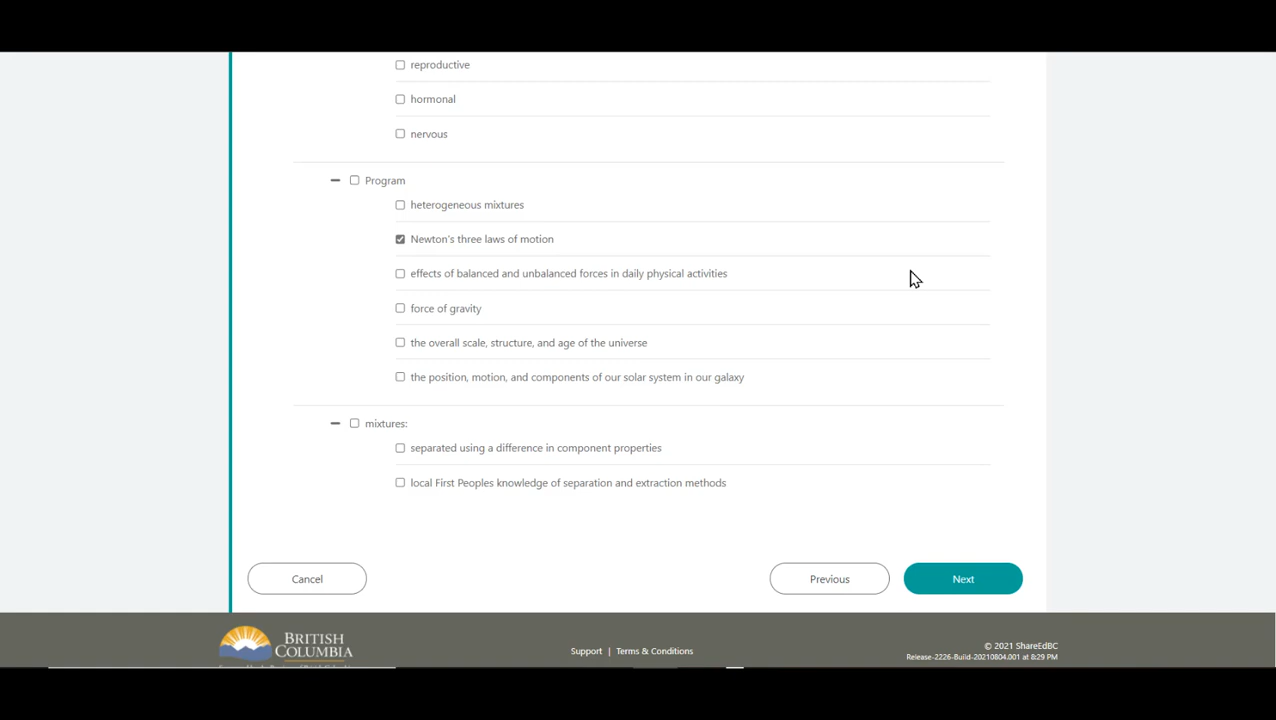 reproductive
hormonal
nervous
Program
heterogeneous mixtures
Newton's three laws of motion
effects of balanced and unbalanced forces in daily physical activities
force of gravity
the overall scale, structure, and age of the universe
the position, motion, and components of our solar system in our galaxy
mixtures:
separated using a difference in component properties
local First Peoples knowledge of separation and extraction methods
Cancel
Previous
Next
BRITISH
COLUMBIA
Support | Terms & Conditions
© 2021 ShareEdBC
Release-2226-Build-20210804.001 at 8:29 PM